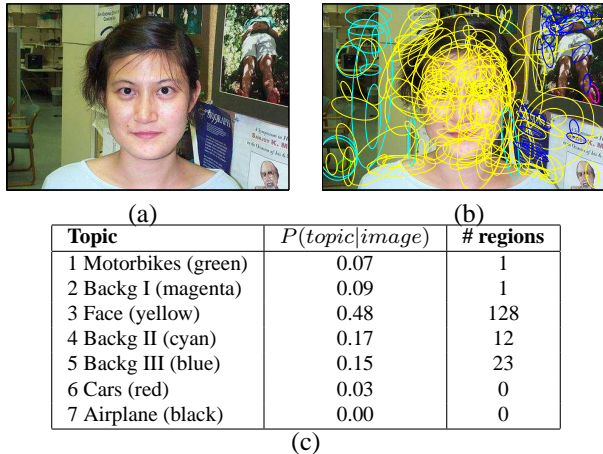 (a)
(b)
Topic P(topic|image) # regions
1 Motorbikes (green) 0.07 1
2 Backg I (magenta) 0.09 1
3 Face (yellow) 0.48 128
4 Backg II (cyan) 0.17 12
5 Backg III (blue) 0.15 23
6 Cars (red) 0.03 0
7 Airplane (black) 0.00 0
(c)